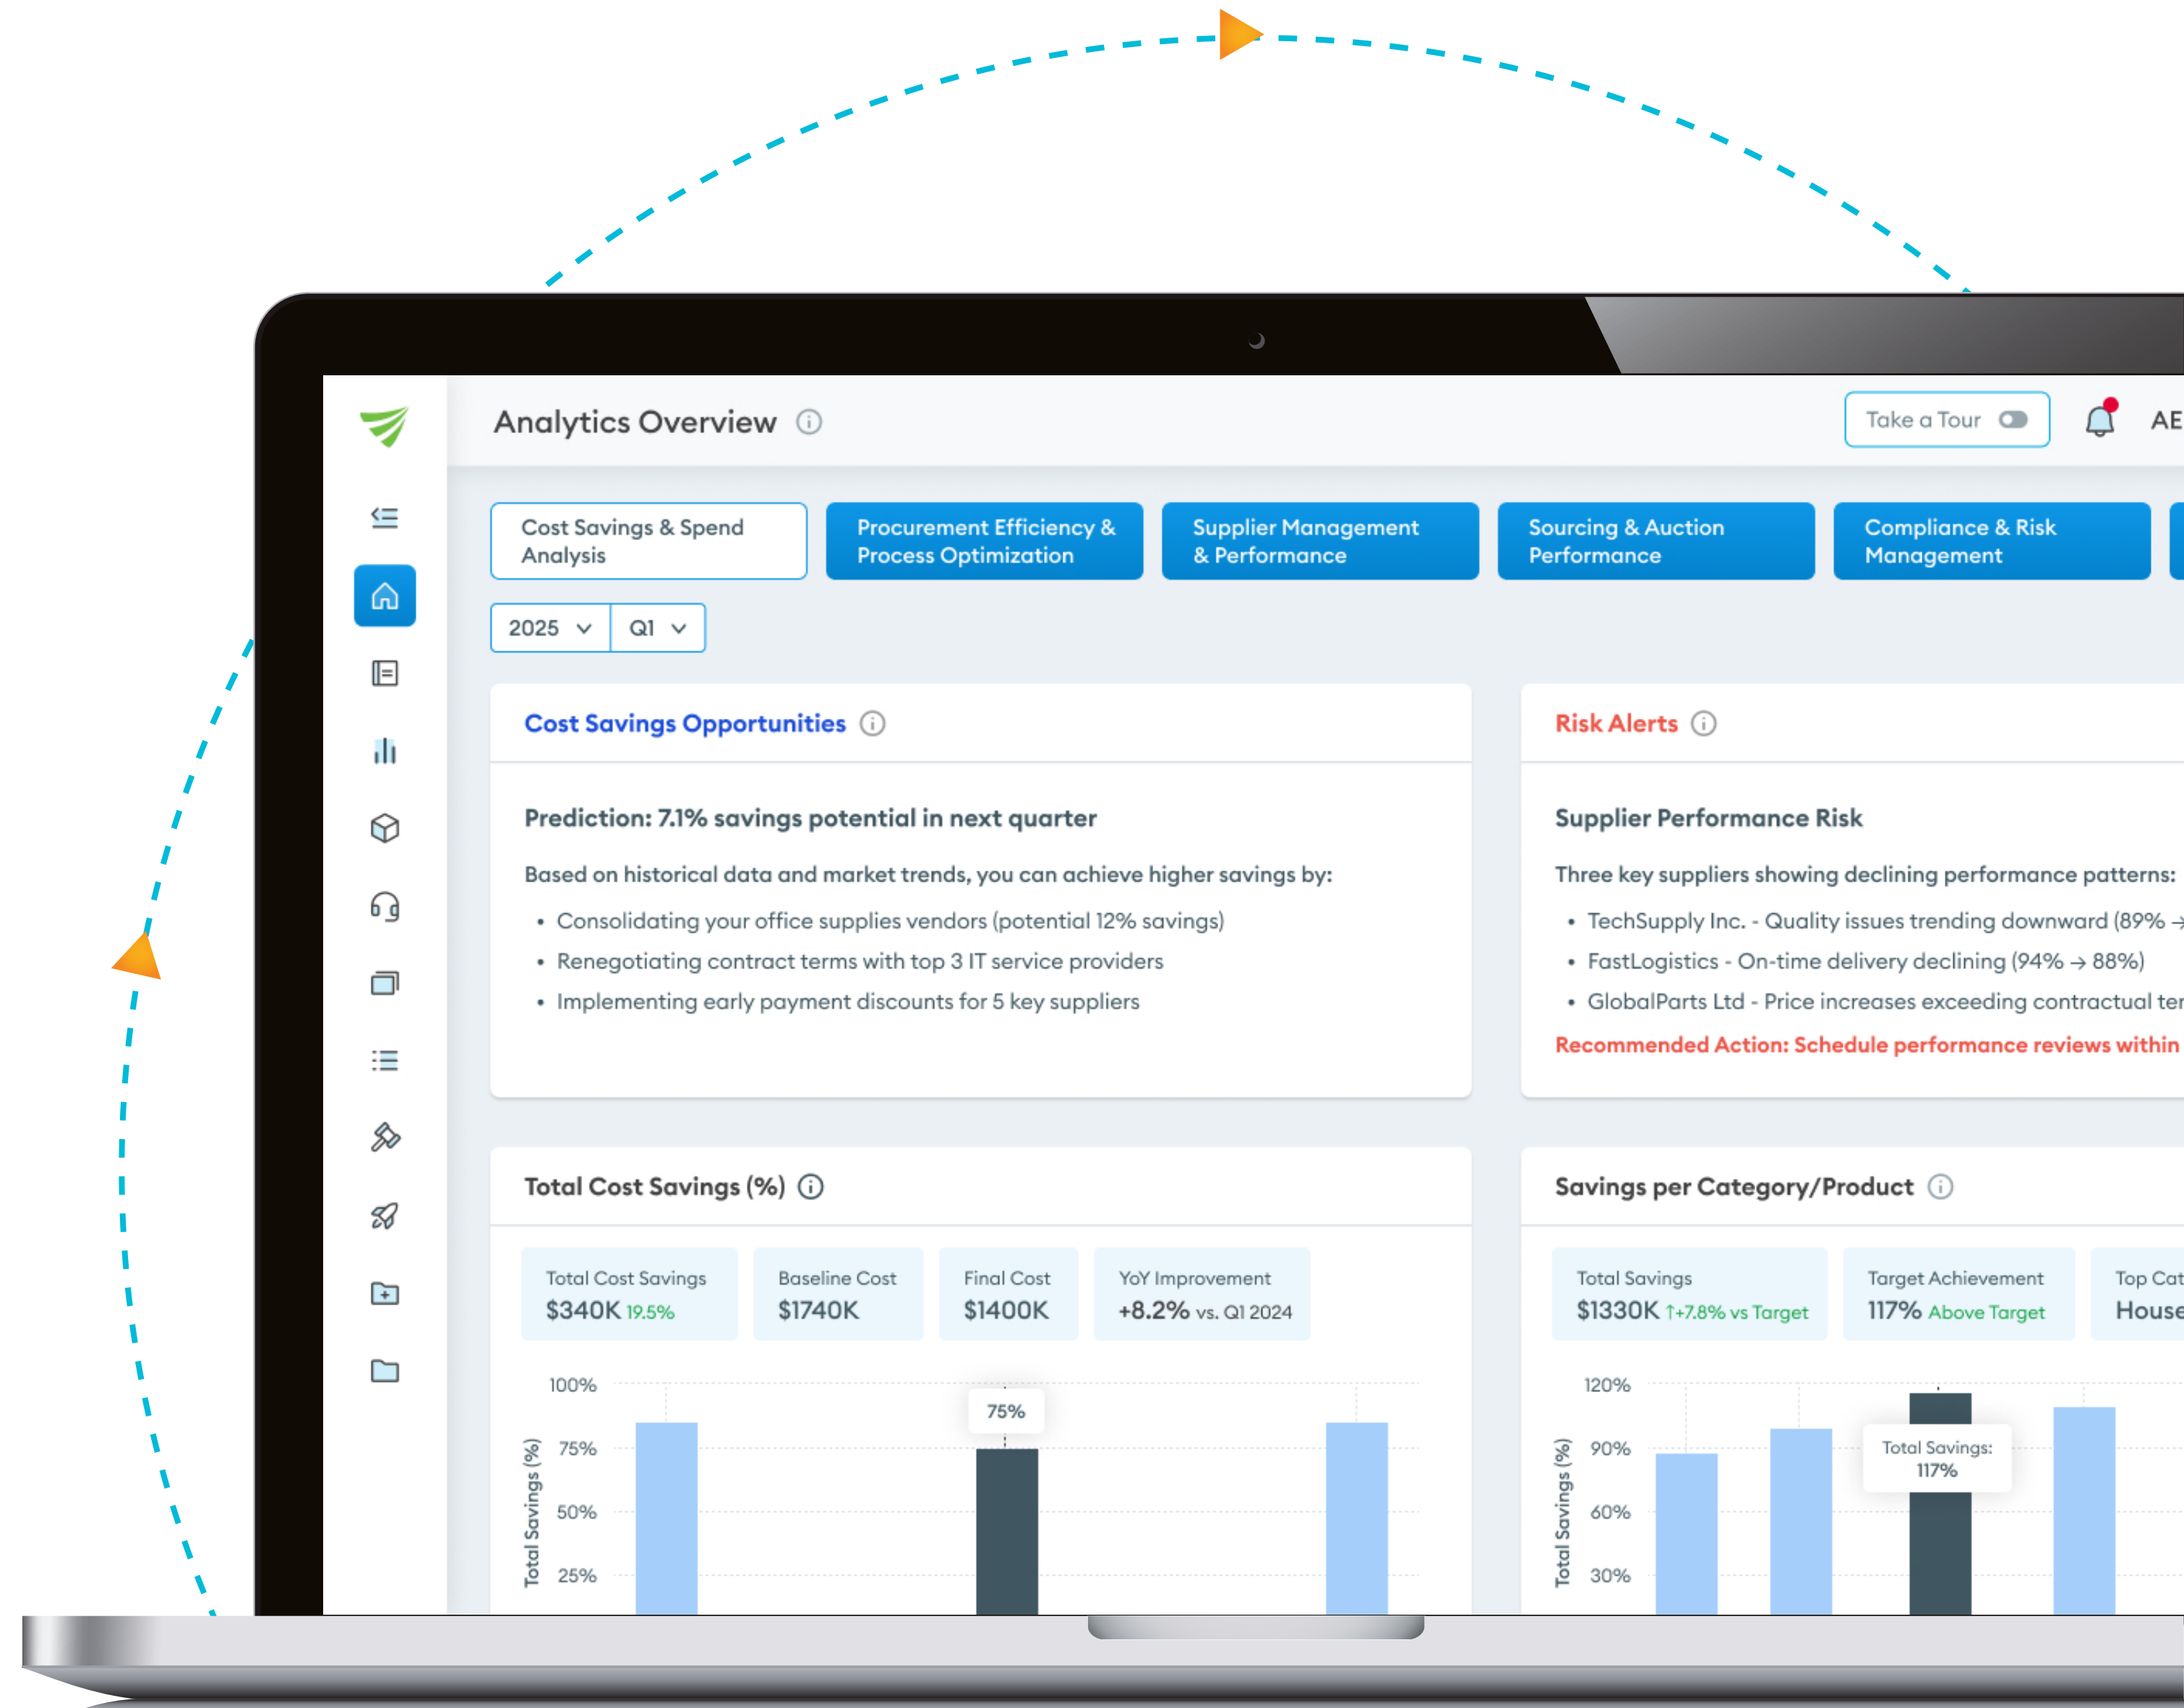 Analytics Overview
Take a Tour
AE
Cost Savings & Spend
Analysis
Procurement Efficiency &
Process Optimization
Supplier Management
& Performance
Sourcing & Auction
Performance
Compliance & Risk
Management
2025
Q1
Cost Savings Opportunities
Prediction: 7.1% savings potential in next quarter
Based on historical data and market trends, you can achieve higher savings by:
• Consolidating your office supplies vendors (potential 12% savings)
• Renegotiating contract terms with top 3 IT service providers
• Implementing early payment discounts for 5 key suppliers
Risk Alerts
Supplier Performance Risk
Three key suppliers showing declining performance patterns:
• TechSupply Inc. - Quality issues trending downward (89% →
• FastLogistics - On-time delivery declining (94% → 88%)
• GlobalParts Ltd - Price increases exceeding contractual
Recommended Action: Schedule performance reviews within
Total Cost Savings (%)
Total Cost Savings
$340K 19.5%
Baseline Cost
$1740K
Final Cost
$1400K
YoY Improvement
+8.2% vs. Q1 2024
100%
75%
50%
25%
Total Savings (%)
75%
Savings per Category/Product
Total Savings
$1330K ↑+7.8% vs Target
Target Achievement
117% Above Target
Top
120%
90%
60%
30%
Total Savings (%)
Total Savings:
117%